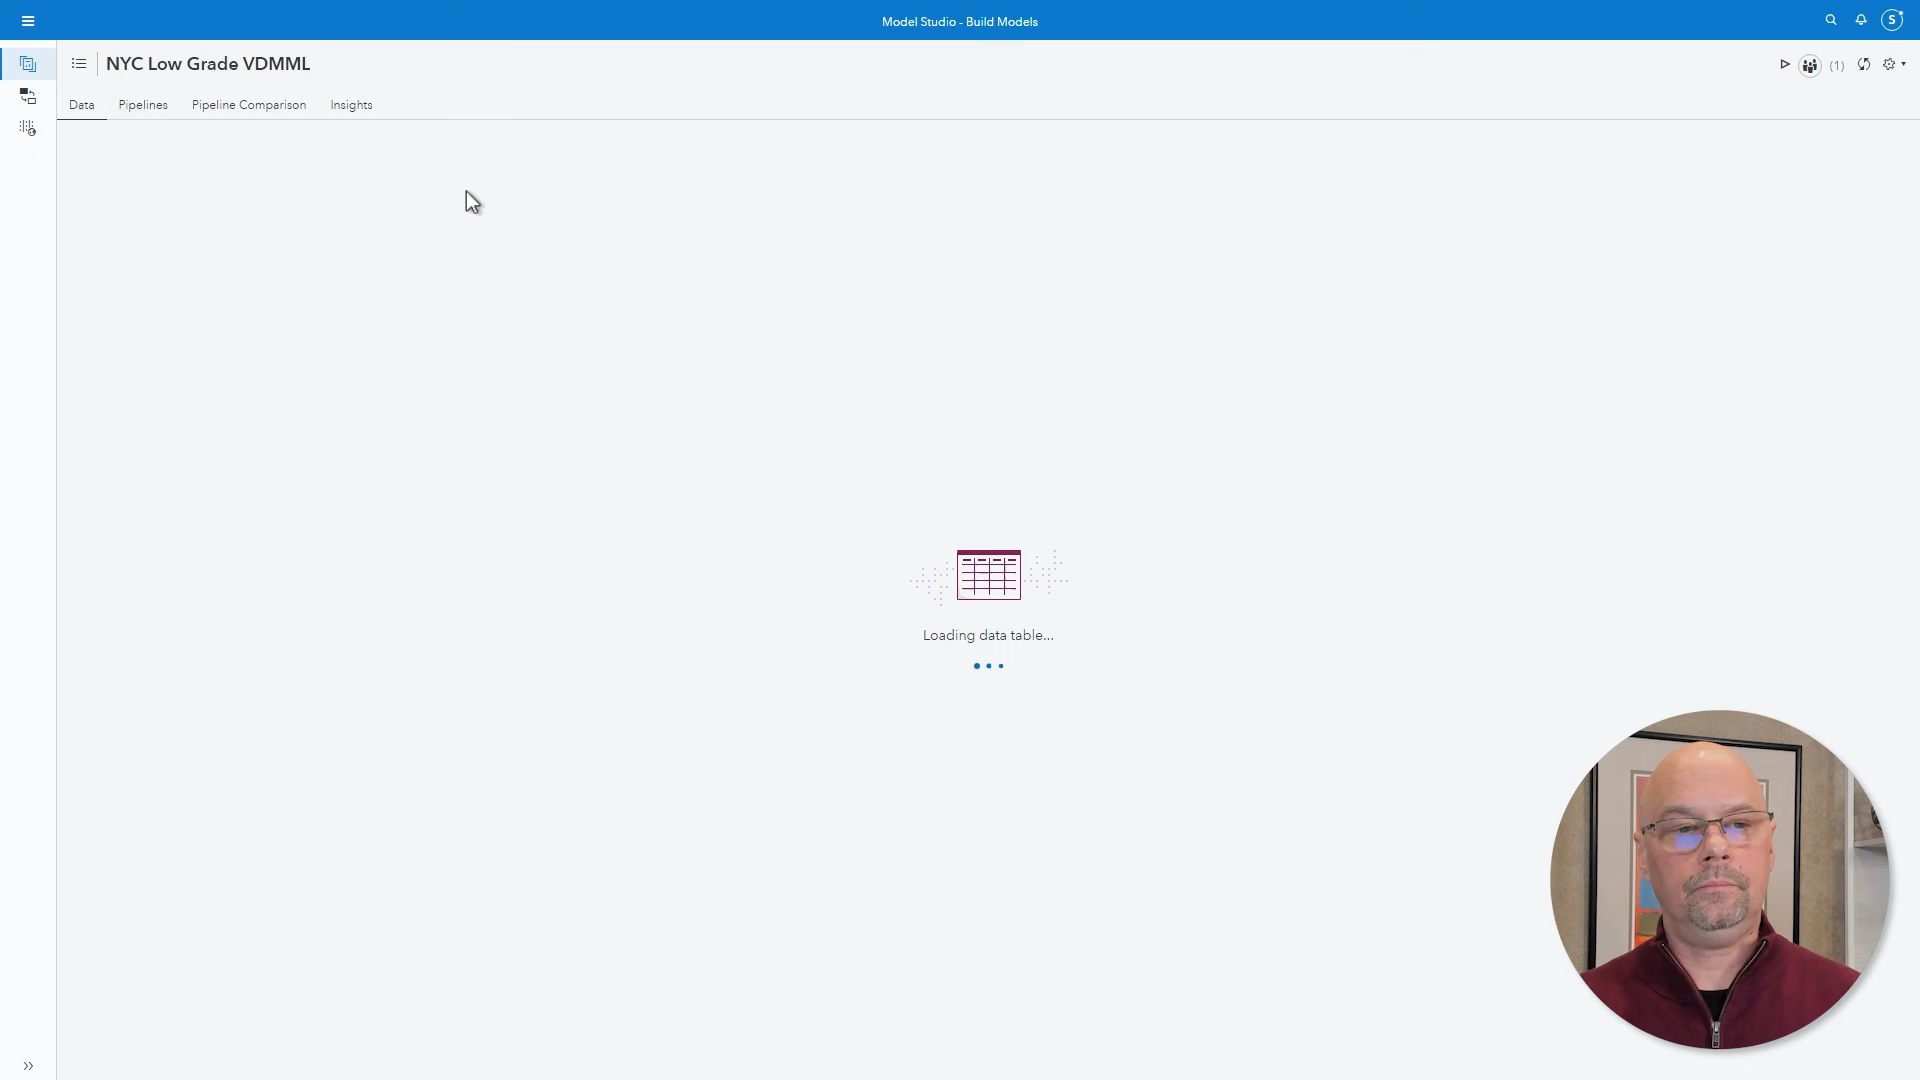 Model Studio - Build Models
S
NYC Low Grade VDMML
(1)
Data Pipelines Pipeline Comparison Insights
Loading data table...